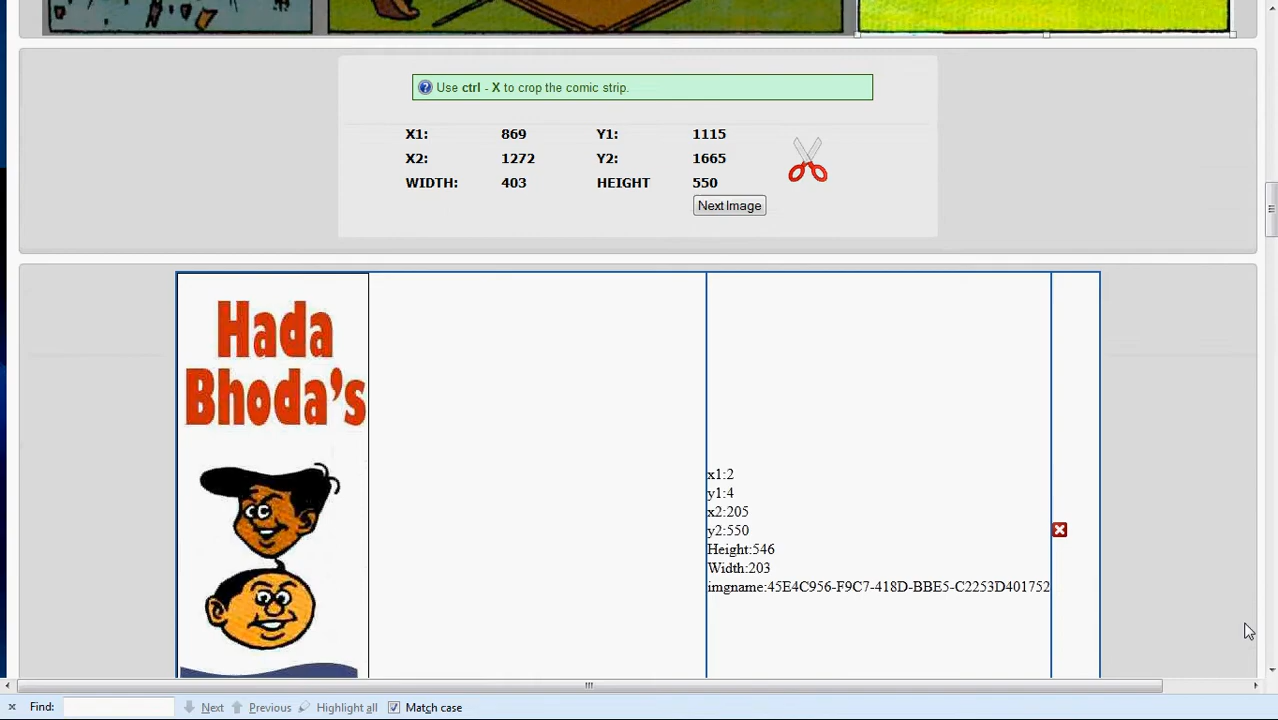 Use ctrl - X to crop the comic strip.
X1: 869 Y1: 1115
X2: 1272 Y2: 1665
WIDTH: 403 HEIGHT 550
Next Image
Hada
Bhoda's
x1:2
y1:4
x2:205
y2:550
Height:546
Width:203
imgname:45E4C956-F9C7-418D-BBE5-C2253D401752
Find: Next Previous Highlight all Match case